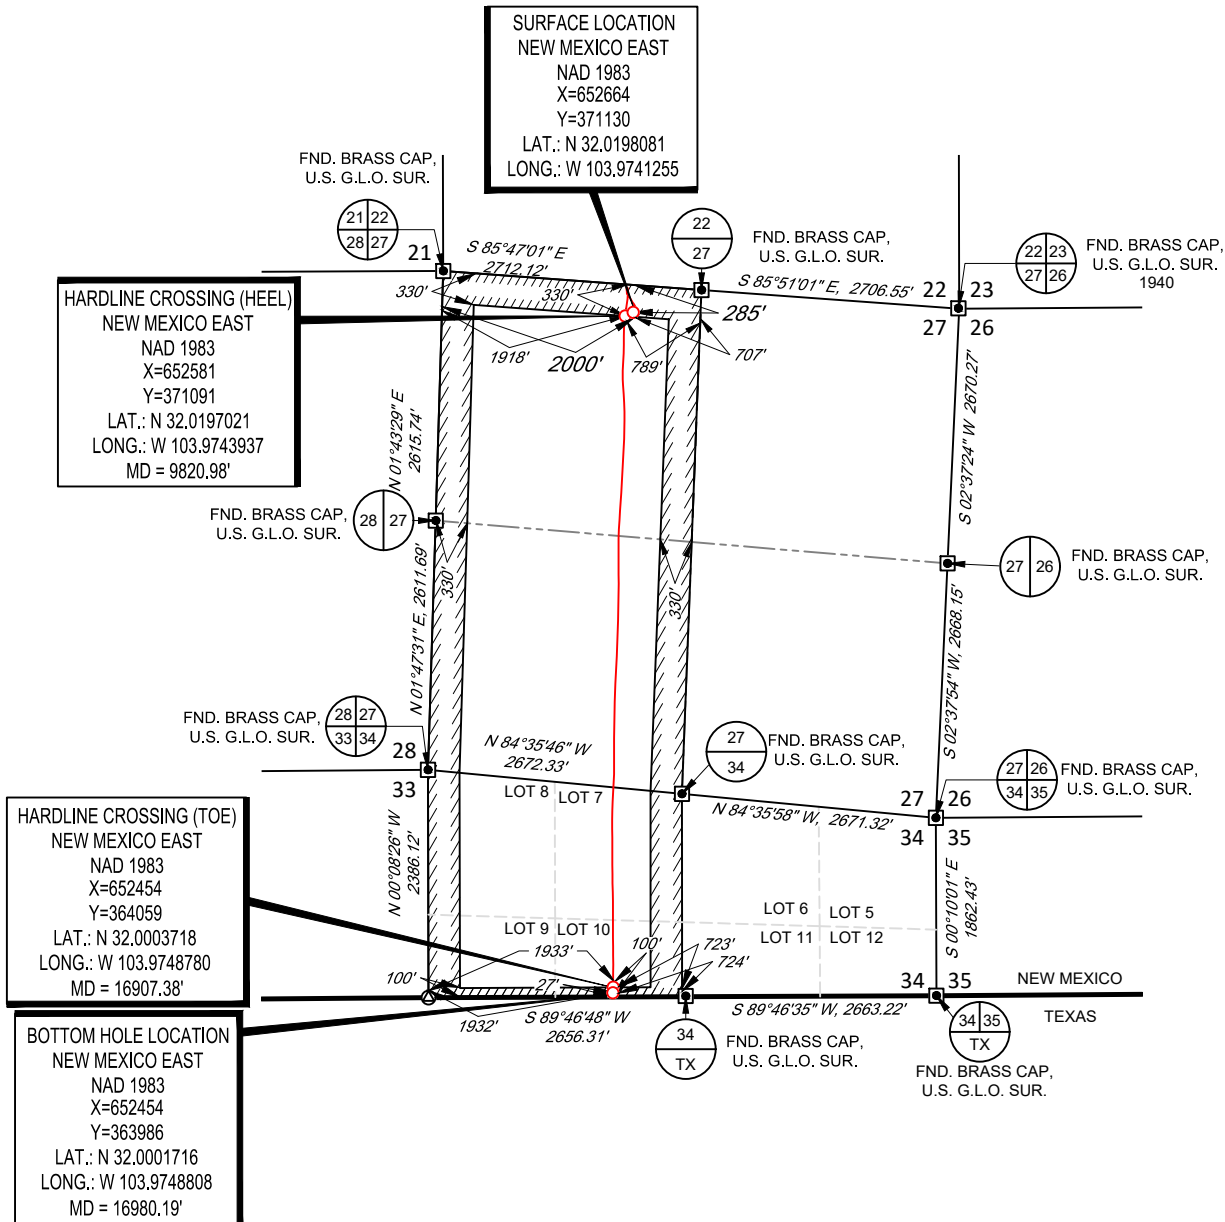 SURFACE LOCATION
NEW MEXICO EAST
NAD 1983
X=652664
Y=371130
LAT.: N 32.0198081
LONG.: W 103.9741255
FND. BRASS CAP,
U.S. G.L.O. SUR.
21 22
28 27
21
S 85°47'01" E
2712.12'
22
27
FND. BRASS CAP,
U.S. G.L.O. SUR.
S 85°51'01" E, 2706.55'
22 23
27 26
22 23
27 26
FND. BRASS CAP,
U.S. G.L.O. SUR.
1940
HARDLINE CROSSING (HEEL)
NEW MEXICO EAST
NAD 1983
X=652581
Y=371091
LAT.: N 32.0197021
LONG.: W 103.9743937
MD = 9820.98'
330'
330'
285'
1918'
2000'
789'
707'
N 01°43'29" E
2615.74'
S 02°37'24" W 2670.27'
FND. BRASS CAP,
U.S. G.L.O. SUR.
28 27
330'
330'
27 26
FND. BRASS CAP,
U.S. G.L.O. SUR.
N 01°47'31" E, 2611.69'
S 02°37'54" W, 2668.15'
FND. BRASS CAP,
U.S. G.L.O. SUR.
28 27
33 34
28
33
N 84°35'46" W
2672.33'
LOT 8
LOT 7
27
34
FND. BRASS CAP,
U.S. G.L.O. SUR.
N 84°35'58" W, 2671.32'
27 26
34 35
27 26
34 35
FND. BRASS CAP,
U.S. G.L.O. SUR.
HARDLINE CROSSING (TOE)
NEW MEXICO EAST
NAD 1983
X=652454
Y=364059
LAT.: N 32.0003718
LONG.: W 103.9748780
MD = 16907.38'
N 00°08'26" W
2386.12'
S 00°10'01" E
1862.43'
LOT 6
LOT 5
LOT 9
LOT 10
LOT 11
LOT 12
1933'
100'
723'
724'
100'
27'
1932'
S 89°46'48" W
2656.31'
S 89°46'35" W, 2663.22'
34 35
NEW MEXICO
TEXAS
34
TX
FND. BRASS CAP,
U.S. G.L.O. SUR.
34 35
TX
FND. BRASS CAP,
U.S. G.L.O. SUR.
BOTTOM HOLE LOCATION
NEW MEXICO EAST
NAD 1983
X=652454
Y=363986
LAT.: N 32.0001716
LONG.: W 103.9748808
MD = 16980.19'